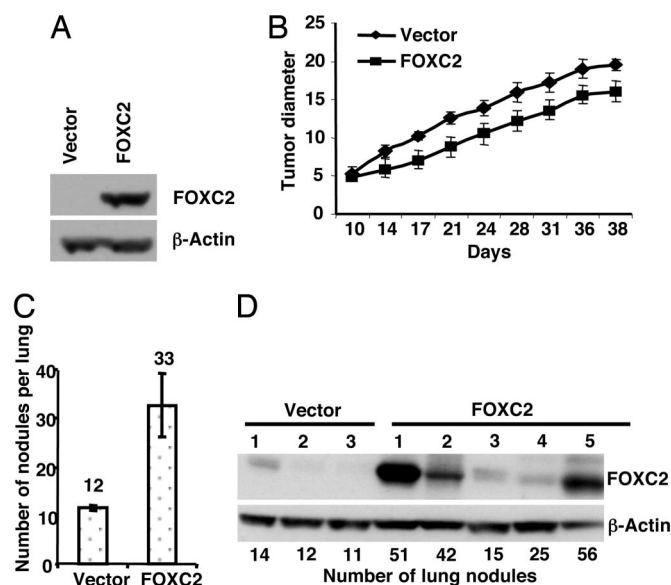 A
Vector
FOXC2
FOXC2
β-Actin
B
Tumor diameter
25
20
15
10
5
0
Vector
FOXC2
10 14 17 21 24 28 31 36 38
Days
C
Number of nodules per lung
40
30
20
10
0
12
33
Vector FOXC2
D
Vector FOXC2
1 2 3 1 2 3 4 5
FOXC2
β-Actin
14 12 11 51 42 15 25 56
Number of lung nodules